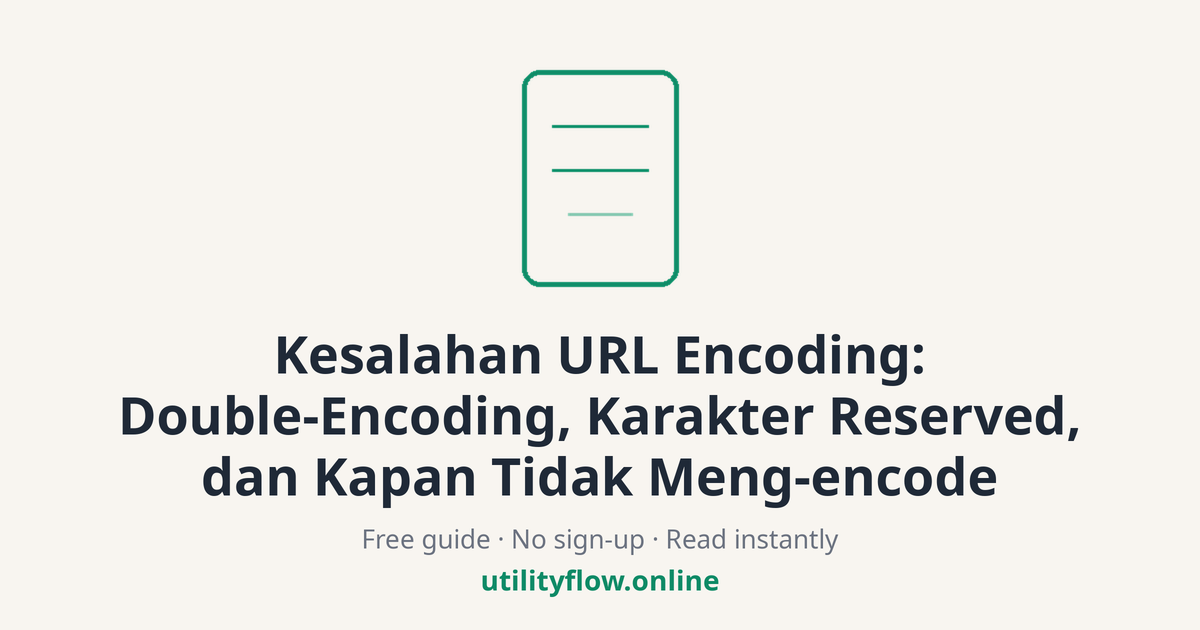 Kesalahan URL Encoding:
Double-Encoding, Karakter Reserved,
dan Kapan Tidak Meng-encode
Free guide · No sign-up · Read instantly
utilityflow.online